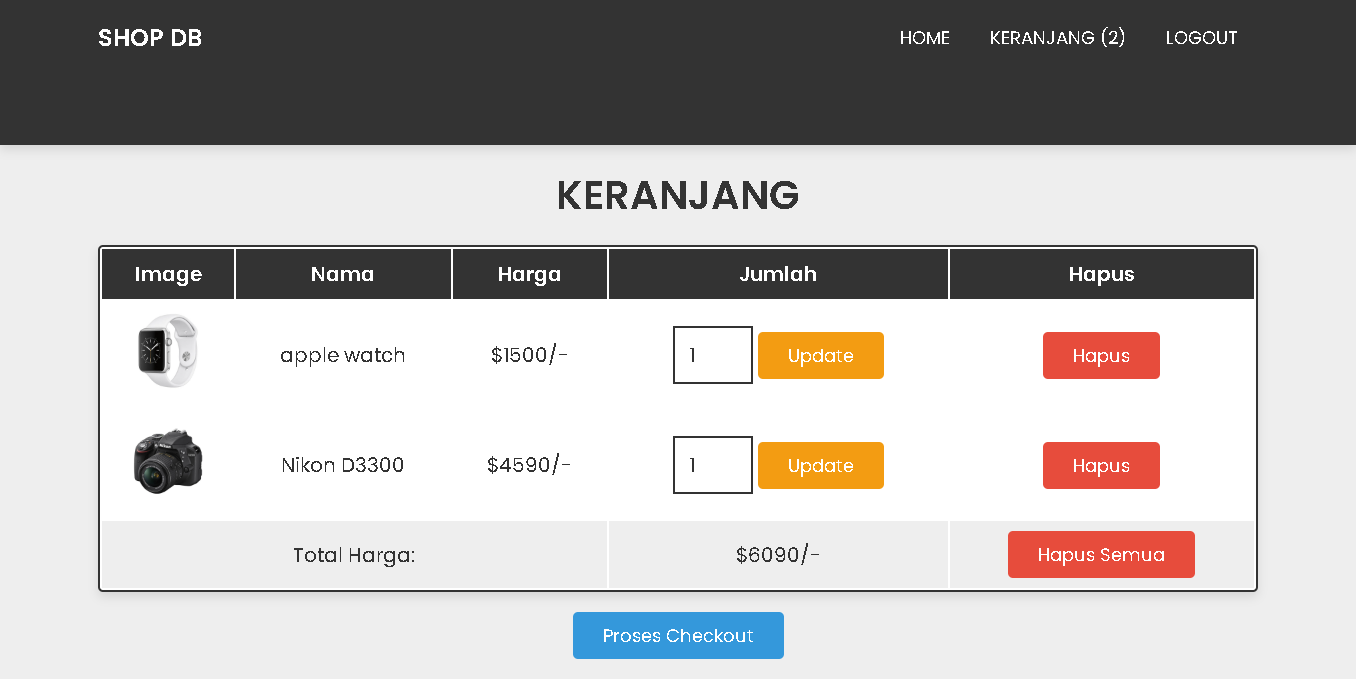 SHOP DB
HOME KERANJANG (2) LOGOUT
KERANJANG
Image Nama Harga Jumlah Hapus
apple watch $1500/- 1 Update Hapus
Nikon D3300 $4590/- 1 Update Hapus
Total Harga: $6090/- Hapus Semua
Proses Checkout